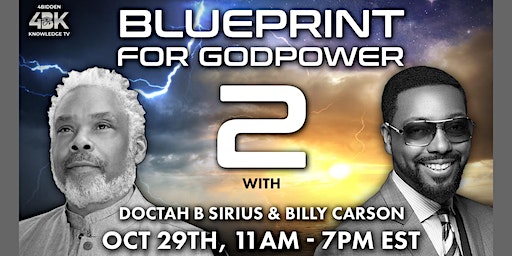 4BIDDEN
4BK
KNOWLEDGE TV
BLUEPRINT
FOR GODPOWER
2
WITH
DOCTAH B SIRIUS & BILLY CARSON
OCT 29TH, 11AM - 7PM EST